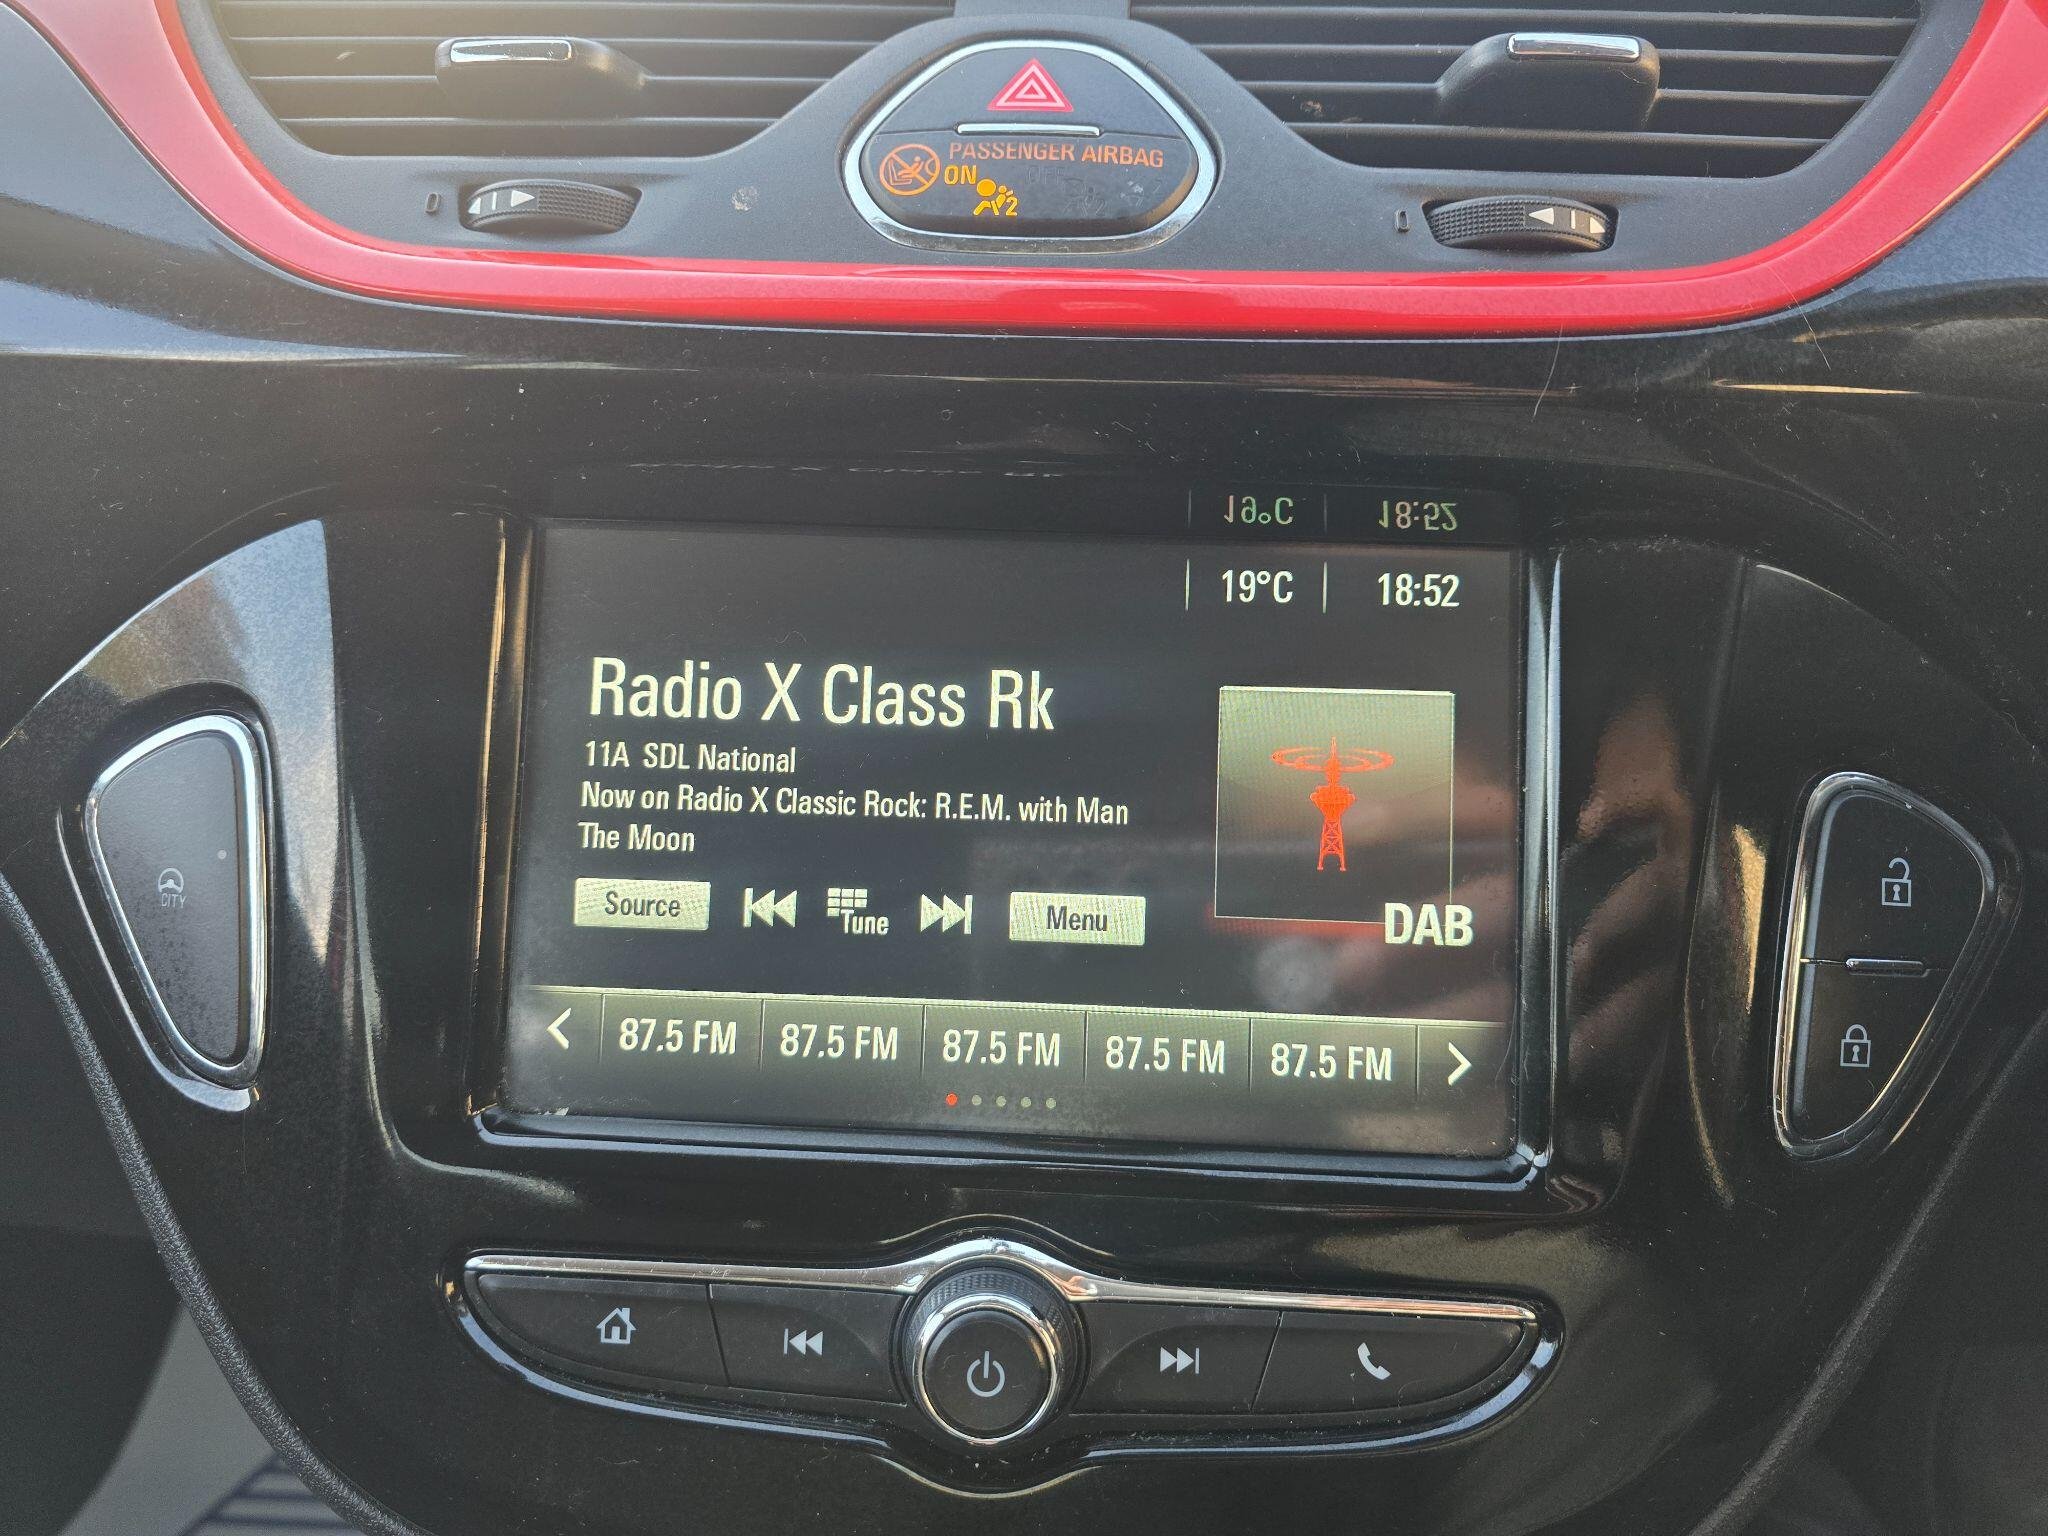 PASSENGER AIRBAG
ON OFF
2
19°C 18:52
19°C 18:52
Radio X Class Rk
11A SDL National
Now on Radio X Classic Rock: R.E.M. with Man
The Moon
Source Tune Menu
DAB
87.5 FM 87.5 FM 87.5 FM 87.5 FM 87.5 FM
CITY